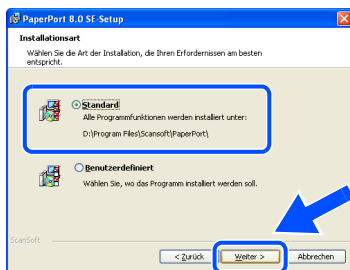 PaperPort 8.0 SE-Setup
Installationsart
Wählen Sie die Art der Installation, die Ihren Erfordernissen am besten
entspricht.
Standard
Alle Programmfunktionen werden installiert unter:
D:\Program Files\Scansoft\PaperPort\
Benutzerdefiniert
Wählen Sie, wo das Programm installiert werden soll.
ScanSoft
< Zurück Weiter > Abbrechen